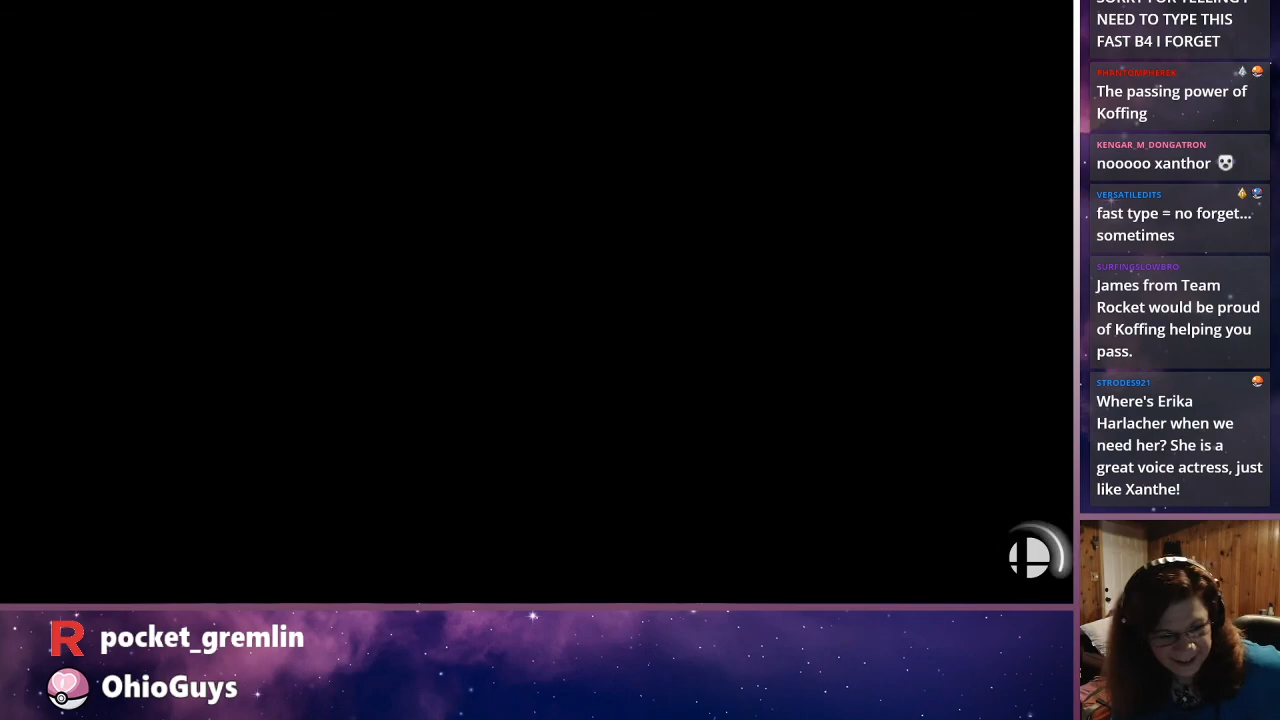 NEED TO TYPE THIS
FAST B4 I FORGET
PHANTOMPHERER
The passing power of
Koffing
KENGAR_M_DONGATRON
nooooo xanthor
VERSATILEDITS
fast type = no forget...
sometimes
SURFINGSLOWBRO
James from Team
Rocket would be proud
of Koffing helping you
pass.
STRODES921
Where's Erika
Harlacher when we
need her? She is a
great voice actress, just
like Xanthe!
R pocket_gremlin
OhioGuys